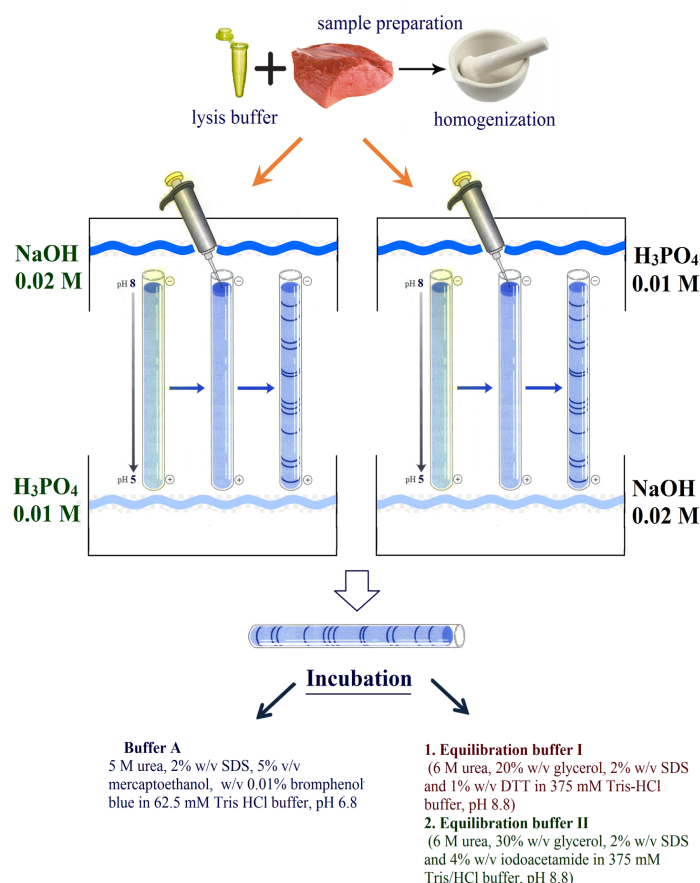 sample preparation
lysis buffer
homogenization
NaOH
0.02 M
pH 8
pH 5
H₃PO₄
0.01 M
H₃PO₄
0.01 M
pH 8
pH 5
NaOH
0.02 M
Incubation
Buffer A
5 M urea, 2% w/v SDS, 5% v/v
mercaptoethanol, w/v 0.01% bromphenol
blue in 62.5 mM Tris HCl buffer, pH 6.8
1. Equilibration buffer I
(6 M urea, 20% w/v glycerol, 2% w/v SDS
and 1% w/v DTT in 375 mM Tris-HCl
buffer, pH 8.8)
2. Equilibration buffer II
(6 M urea, 30% w/v glycerol, 2% w/v SDS
and 4% w/v iodoacetamide in 375 mM
Tris/HCl buffer, pH 8.8)